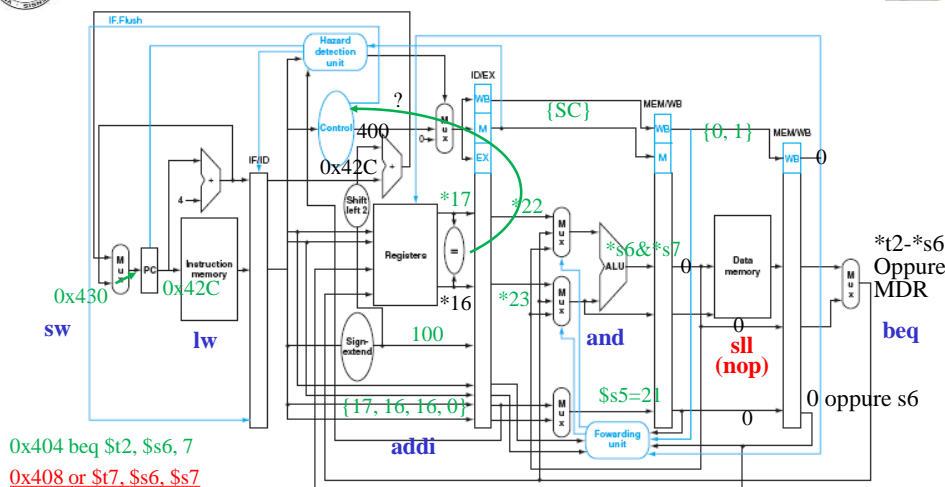 IF.Flush
Hazard
detection
unit
ID/EX
?
WB
{SC}
MEM/WB
Control
M
u
x
M
WB
{0, 1}
MEM/WB
400
0
0x42C
EX
M
WB
0
IF/ID
+
+
Shift
left 2
*17
*22
4
M
u
x
*t2-*s6
M
u
x
PC
Instruction
memory
Registers
=
*s6&*s7
ALU
0
Data
memory
M
u
x
Oppure
MDR
0x430
0x42C
*16
*23
M
u
x
sw
lw
and
0
beq
Sign-
extend
100
sll
(nop)
{17, 16, 16, 0}
M
u
x
$s5=21
0
0 oppure s6
addi
Fowarding
unit
0x404 beq $t2, $s6, 7
0x408 or $t7, $s6, $s7